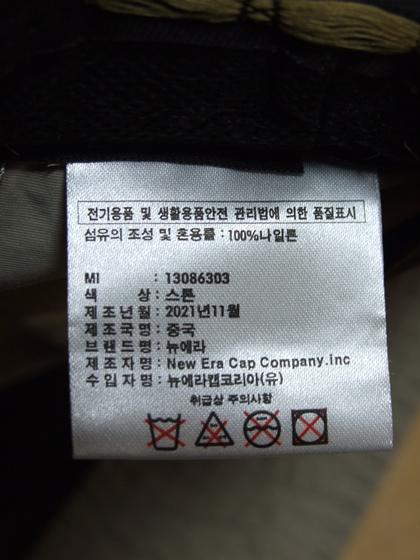 전기용품 및 생활용품안전 관리법에 의한 품질표시
섬유의 조성 및 혼용률 : 100%나일론
MI : 13086303
색 상 : 스톤
제조년월 : 2021년11월
제조국명 : 중국
브랜드명 : 뉴에라
제조자명 : New Era Cap Company.inc
수입자명 : 뉴에라캡코리아(유)
취급상 주의사항